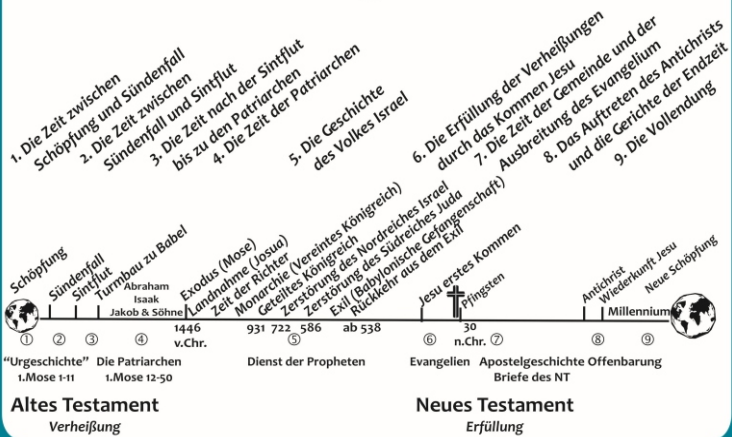 1. Die Zeit zwischen
Schöpfung und Sündenfall
2. Die Zeit zwischen
Sündenfall und Sintflut
3. Die Zeit nach der Sintflut
bis zu den Patriarchen
4. Die Zeit der Patriarchen
5. Die Geschichte
des Volkes Israel
6. Die Erfüllung der Verheißungen
durch das Kommen Jesu
7. Die Zeit der Gemeinde und der
Ausbreitung des Evangelium
8. Das Auftreten des Antichrists
und die Gerichte der Endzeit
9. Die Vollendung
Schöpfung
Sündenfall
Sintflut
Turmbau zu Babel
Abraham
Isaak
Jakob & Söhne
Exodus (Mose)
Landnahme (Josua)
Zeit der Richter
Monarchie (Vereintes Königreich)
Geteiltes Königreich
Zerstörung des Nordreiches Israel
Zerstörung des Südreiches Juda
Exil (Babylonische Gefangenschaft)
Rückkehr aus dem Exil
Jesu erstes Kommen
Pfingsten
Antichrist
Wiederkunft Jesu
Millennium
Neue Schöpfung
1446 931 722 586 ab 538 30
v.Chr. n.Chr.
① ② ③ ④ ⑤ ⑥ ⑦ ⑧ ⑨
"Urgeschichte" Die Patriarchen Dienst der Propheten Evangelien Apostelgeschichte Offenbarung
1.Mose 1-11 1.Mose 12-50 Briefe des NT
Altes Testament Neues Testament
Verheißung Erfüllung